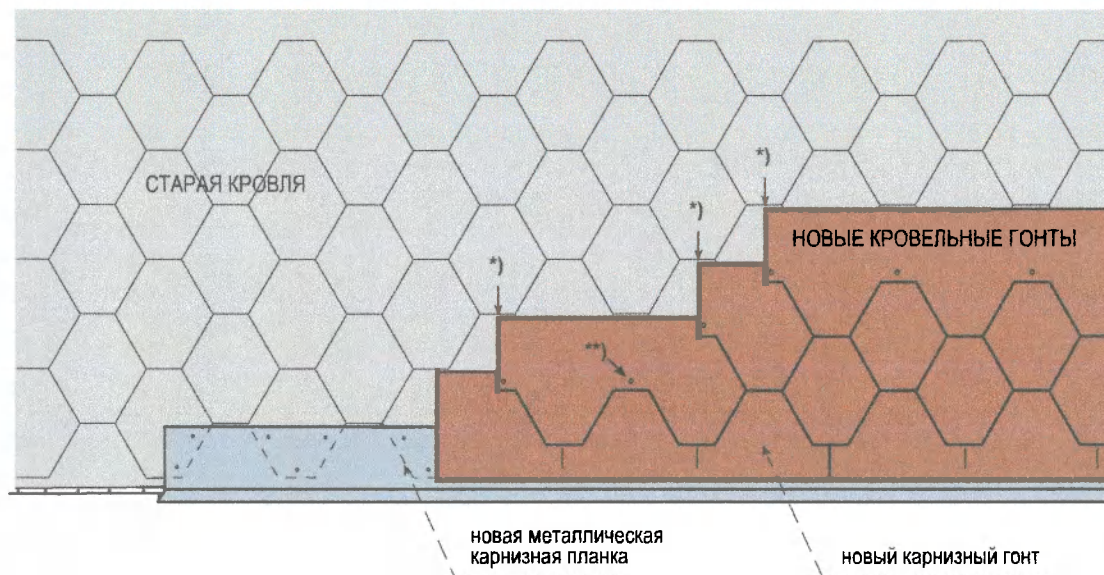 *)
СТАРАЯ КРОВЛЯ
*)
*)
НОВЫЕ КРОВЕЛЬНЫЕ ГОНТЫ
**)
новая металлическая
карнизная планка
новый карнизный гонт